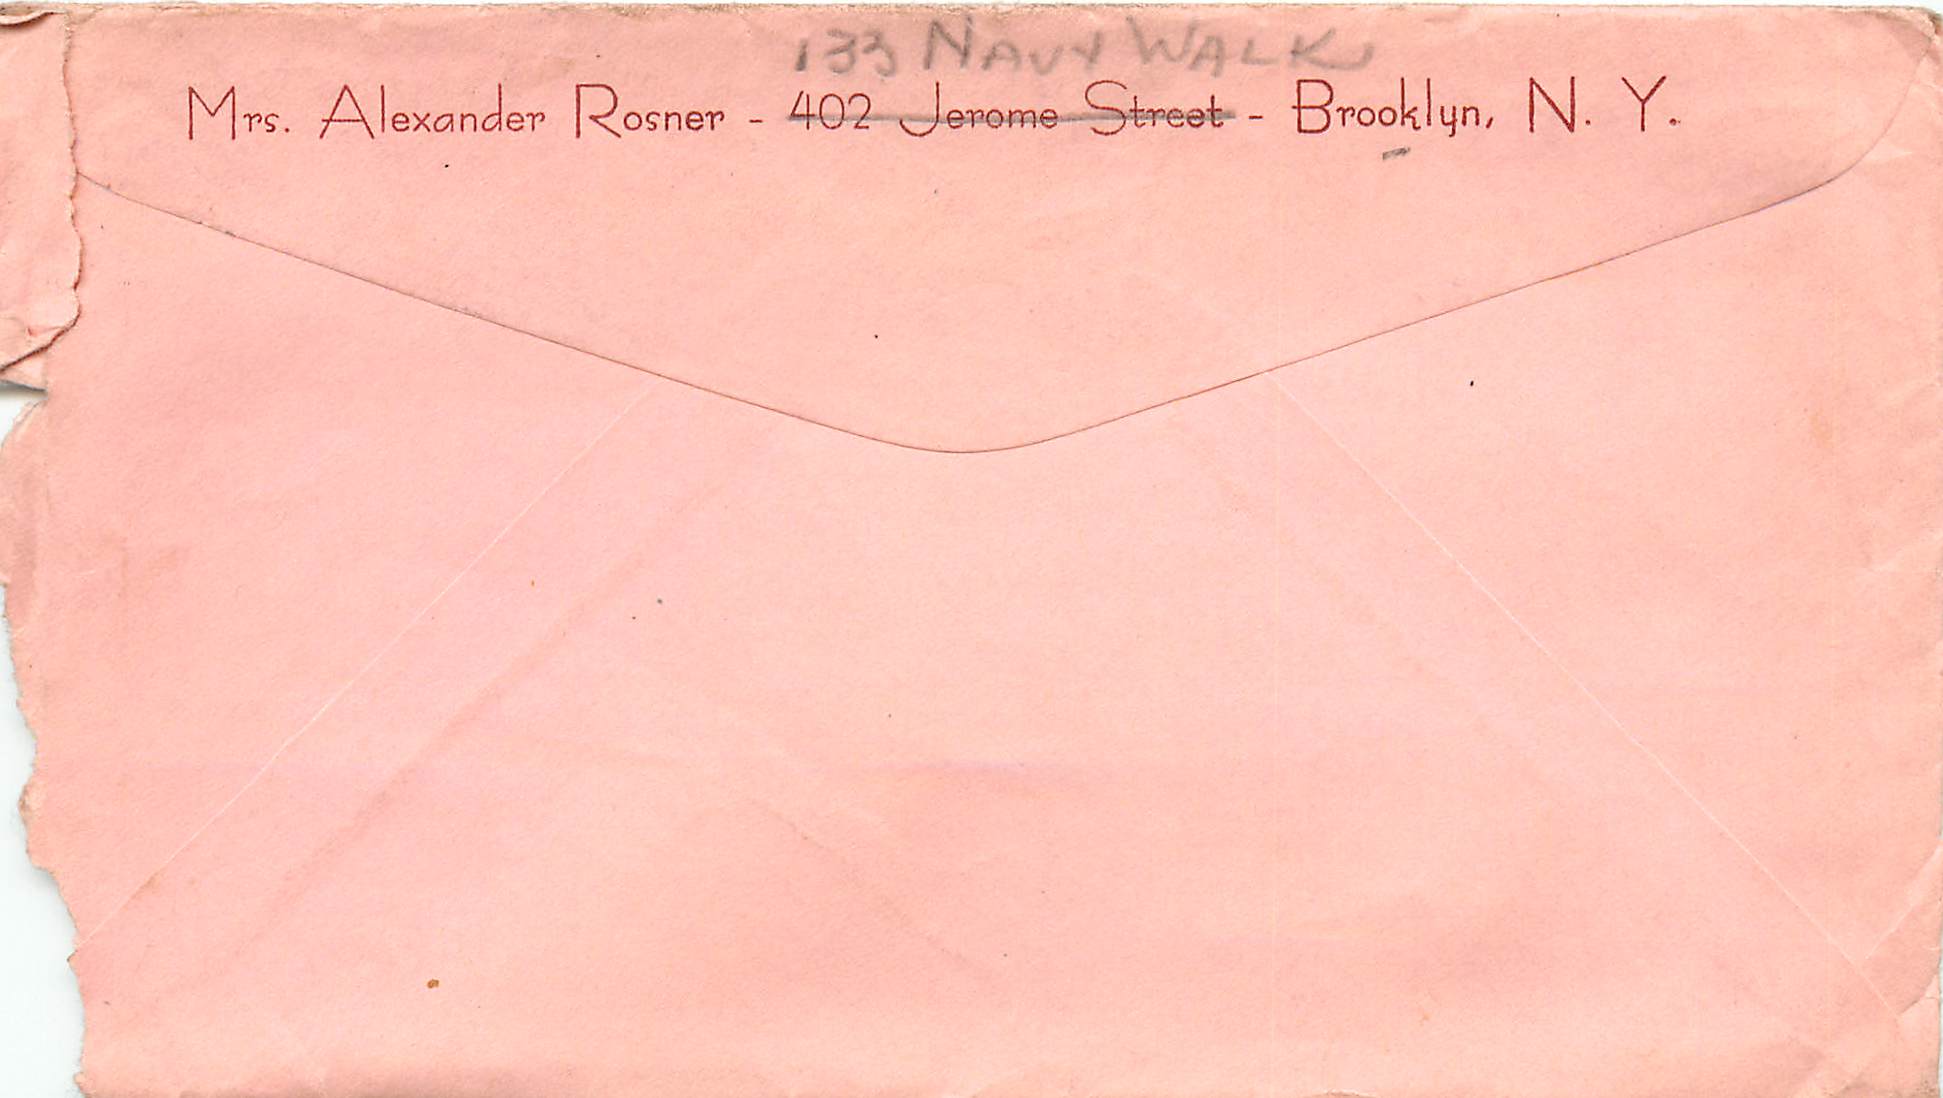 133 NAVY WALK
Mrs. Alexander Rosner - 402 Jerome Street - Brooklyn, N. Y.